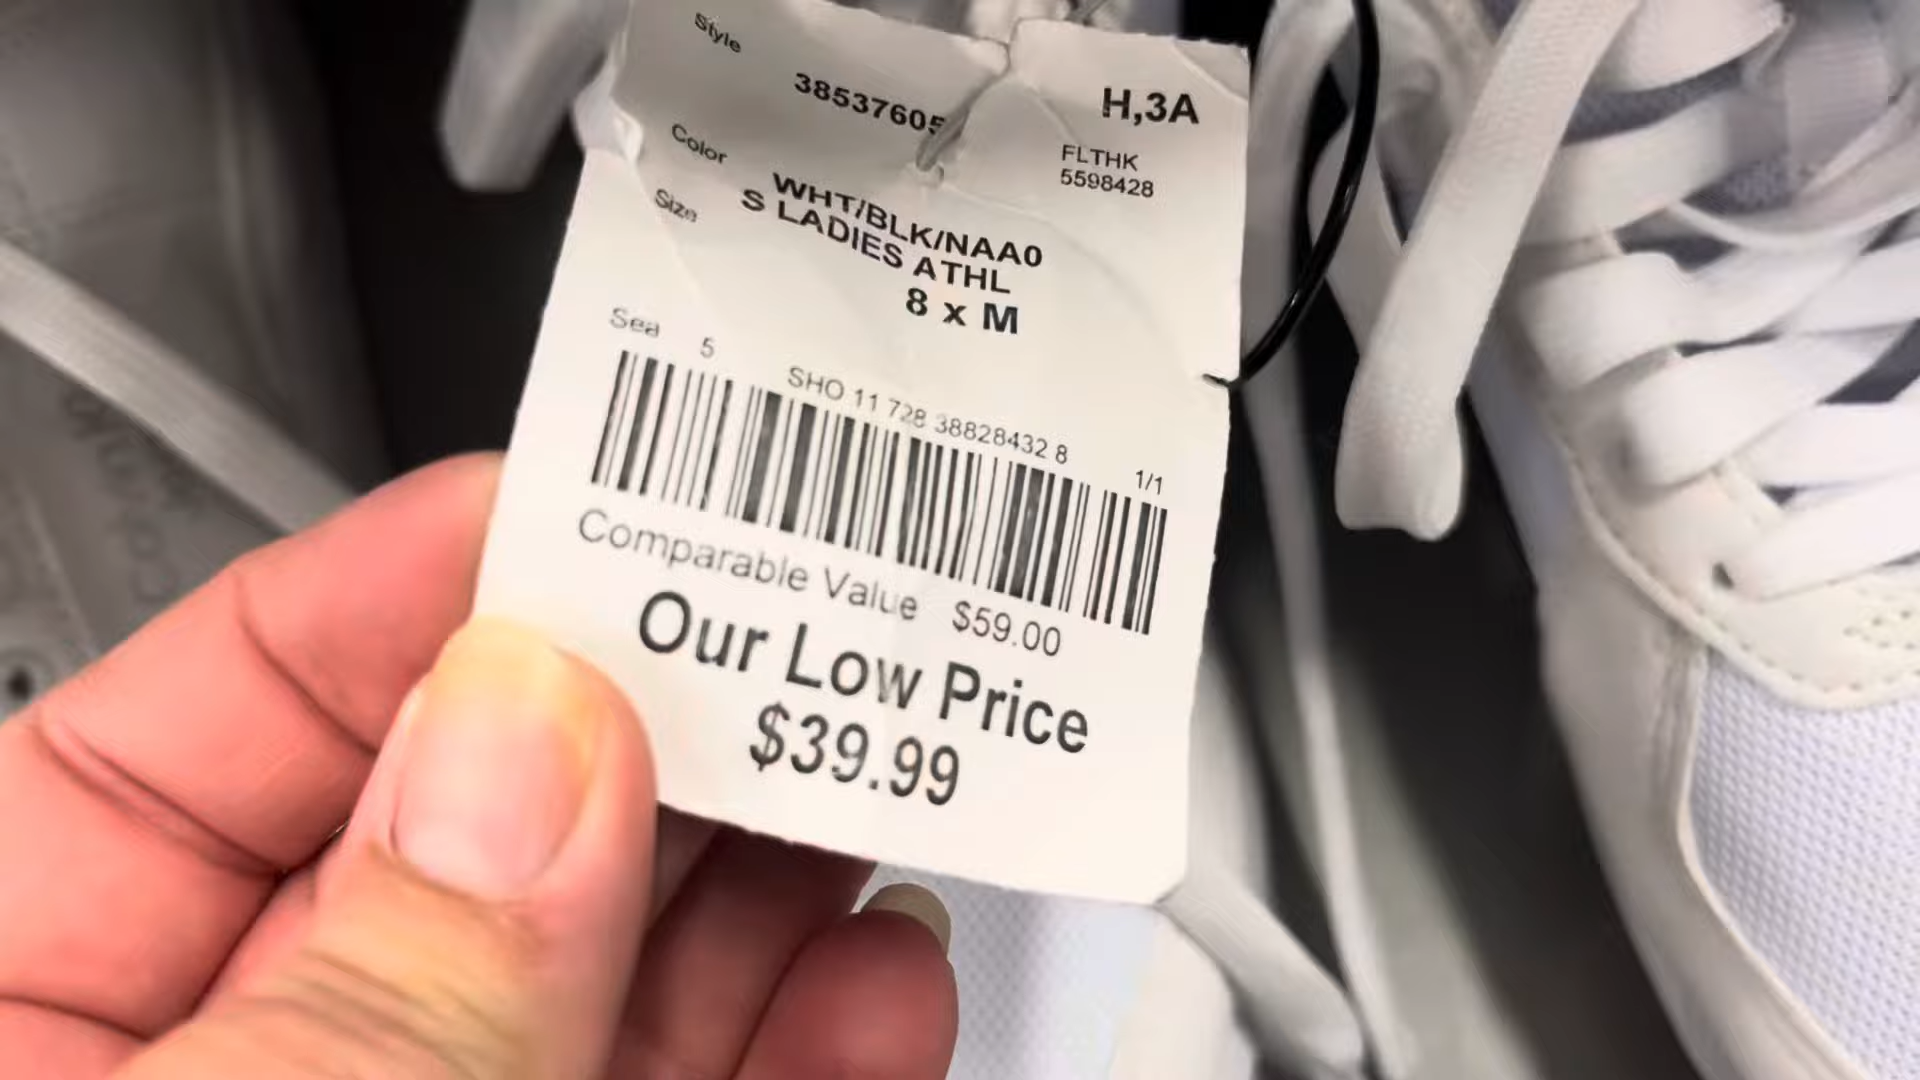 Style
38537605
H,3A
FLTHK
5598428
Color
WHT/BLK/NAA0
Size
S LADIES ATHL
8 x M
Sea 5
SHO 11 728 38828432 8
1/1
Comparable Value $59.00
Our Low Price
$39.99